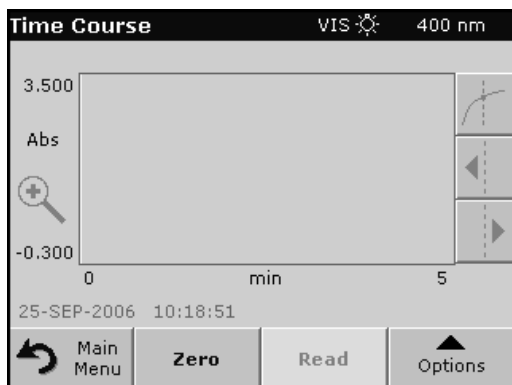 Time Course VIS 400 nm
3.500
Abs
-0.300
0 min 5
25-SEP-2006 10:18:51
Main Menu
Zero
Read
Options